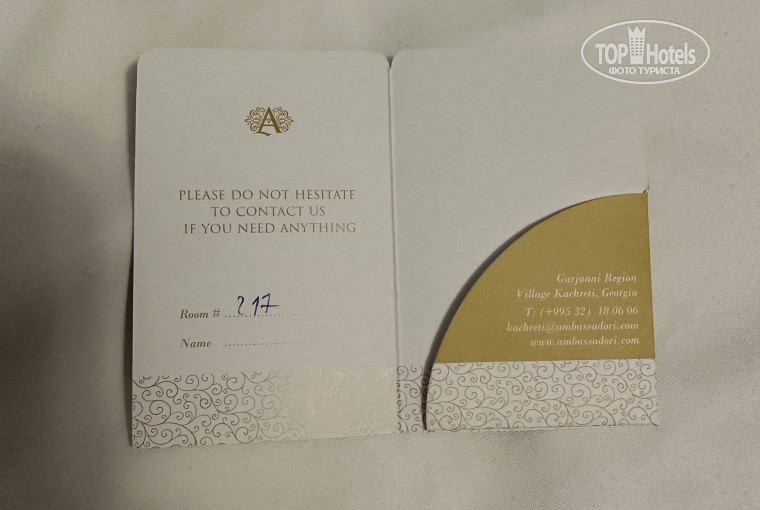 TOP Hotels
ФОТО ТУРИСТА
A
PLEASE DO NOT HESITATE
TO CONTACT US
IF YOU NEED ANYTHING
Room # 217
Name
Gurjaani Region
Village Kachreti, Georgia
T: (+995 32) 18 06 06
kachreti@ambassadori.com
www.ambassadori.com